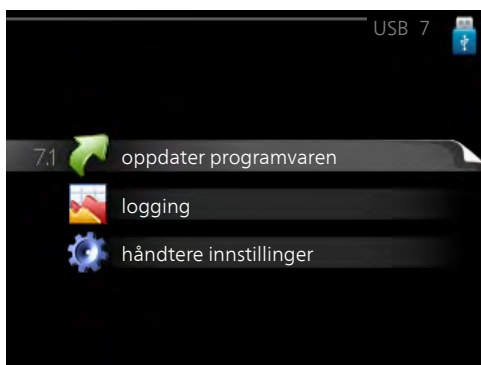 USB 7
7.1 oppdater programvaren
logging
håndtere innstillinger